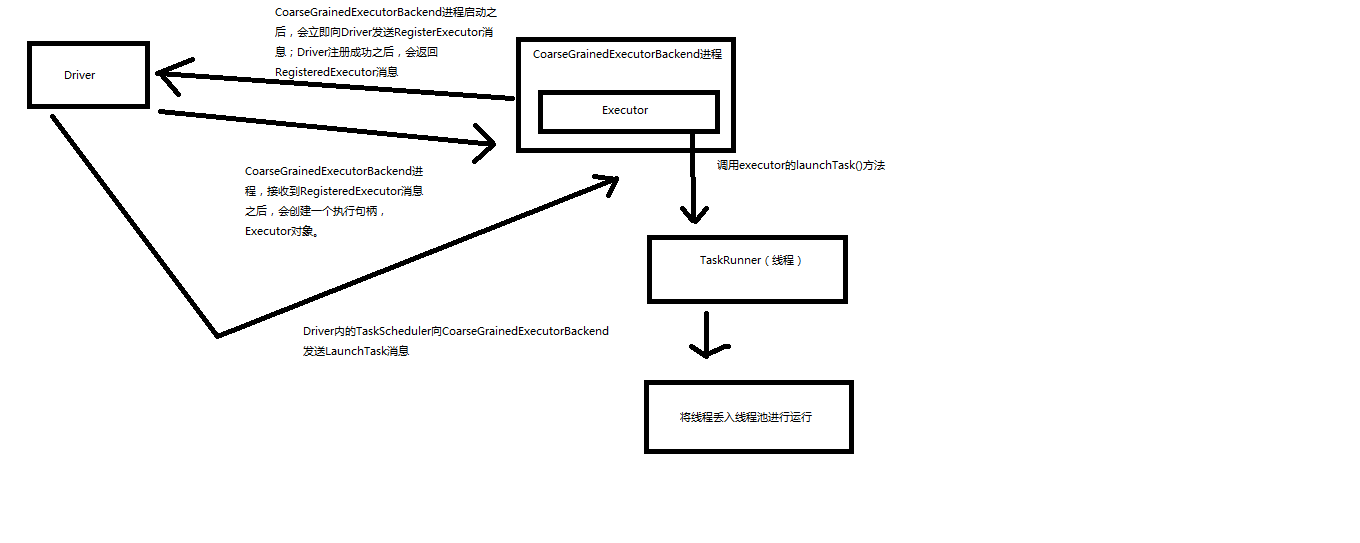 CoarseGrainedExecutorBackend进程启动之
后，会立即向Driver发送RegisterExecutor消
息；Driver注册成功之后，会返回
RegisteredExecutor消息
Driver
CoarseGrainedExecutorBackend进程
Executor
调用executor的launchTask()方法
CoarseGrainedExecutorBackend进
程，接收到RegisteredExecutor消息
之后，会创建一个执行句柄，
Executor对象。
TaskRunner（线程）
Driver内的TaskScheduler向CoarseGrainedExecutorBackend
发送LaunchTask消息
将线程丢入线程池进行运行